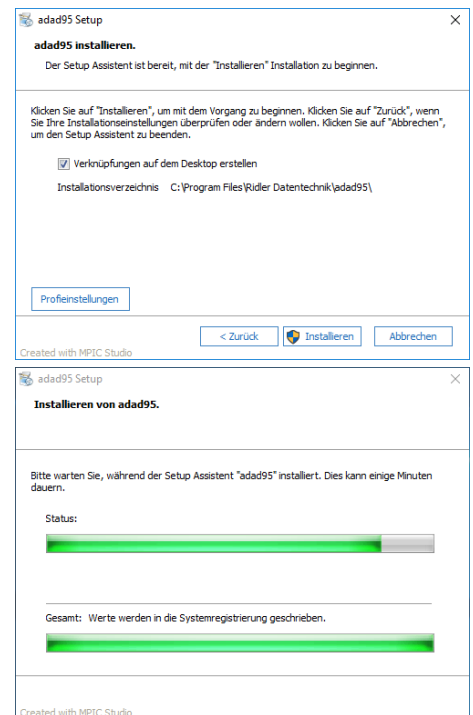 adad95 Setup
adad95 installieren.
Der Setup Assistent ist bereit, mit der "Installieren" Installation zu beginnen.
Klicken Sie auf "Installieren", um mit dem Vorgang zu beginnen. Klicken Sie auf "Zurück", wenn
Sie Ihre Installationseinstellungen überprüfen oder ändern wollen. Klicken Sie auf "Abbrechen",
um den Setup Assistent zu beenden.
Verknüpfungen auf dem Desktop erstellen
Installationsverzeichnis C:\Program Files\Ridler Datentechnik\adad95\
Profieinstellungen
< Zurück Installieren Abbrechen
Created with MPIC Studio
adad95 Setup
Installieren von adad95.
Bitte warten Sie, während der Setup Assistent "adad95" installiert. Dies kann einige Minuten
dauern.
Status:
Gesamt: Werte werden in die Systemregistrierung geschrieben.
Created with MPIC Studio